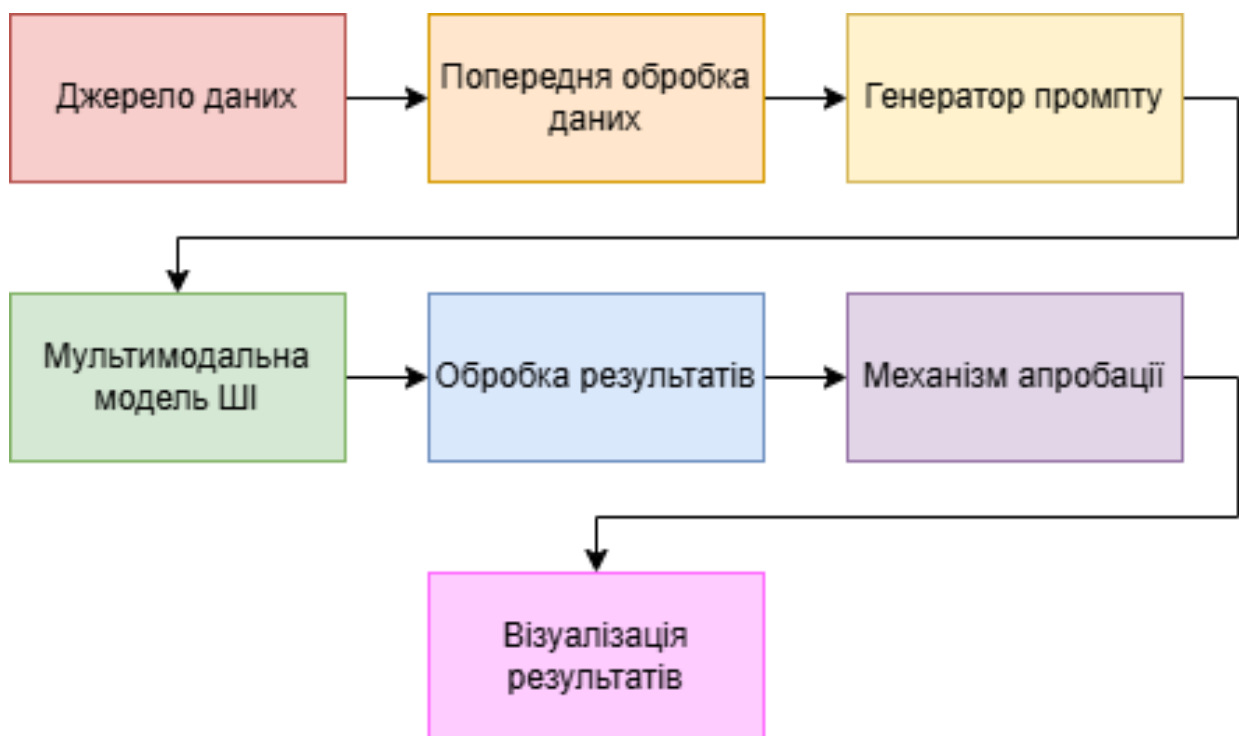 Джерело даних
Попередня обробка
даних
Генератор промпту
Мультимодальна
модель ШІ
Обробка результатів
Механізм апробації
Візуалізація
результатів